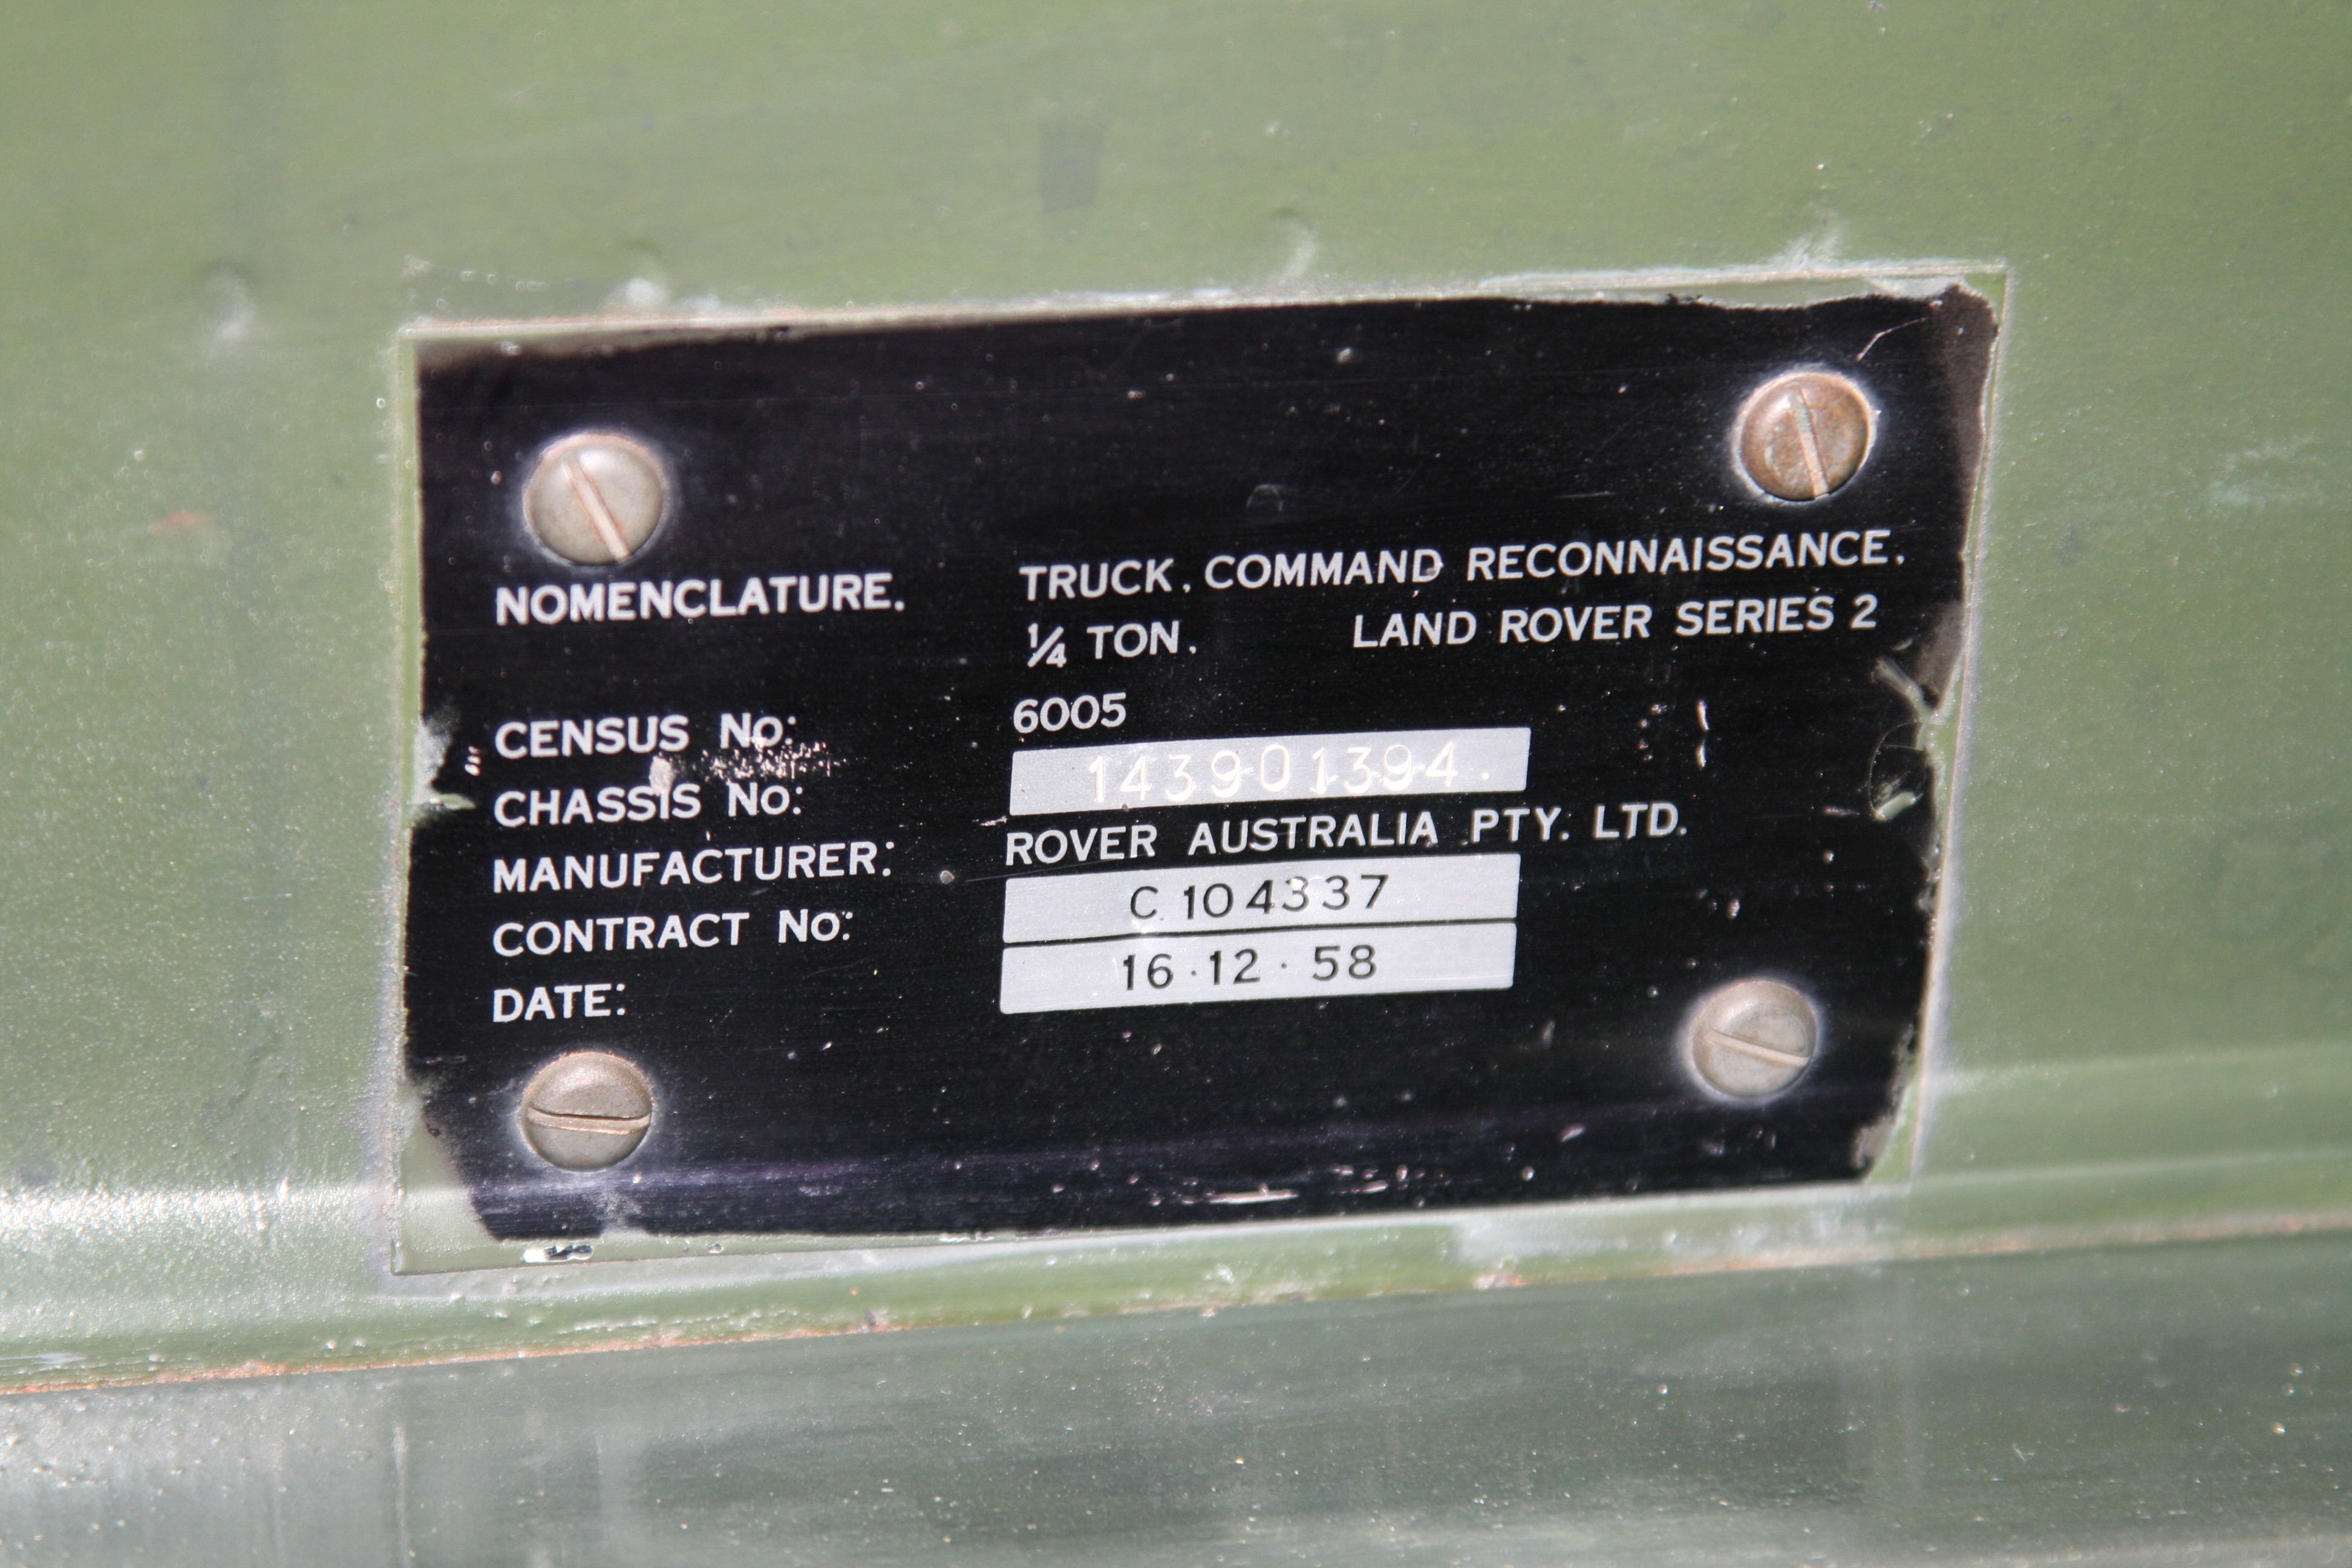 NOMENCLATURE. TRUCK, COMMAND RECONNAISSANCE,
¼ TON, LAND ROVER SERIES 2
CENSUS No: 6005
CHASSIS No: 143901394.
MANUFACTURER: ROVER AUSTRALIA PTY. LTD.
CONTRACT No: C 104337
DATE: 16·12·58